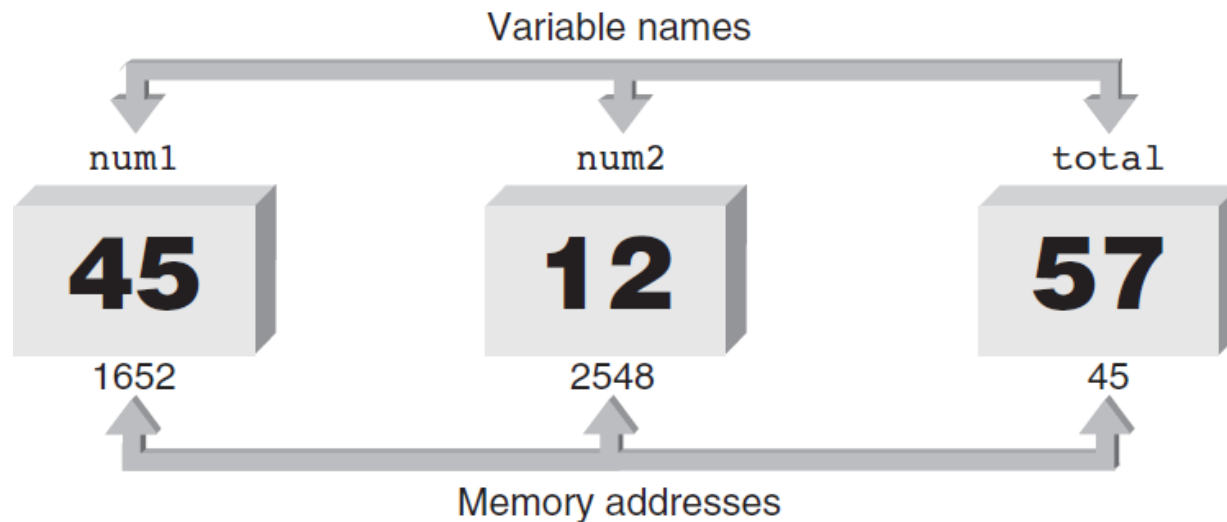 Variable names
num1 num2 total
45 12 57
1652 2548 45
Memory addresses